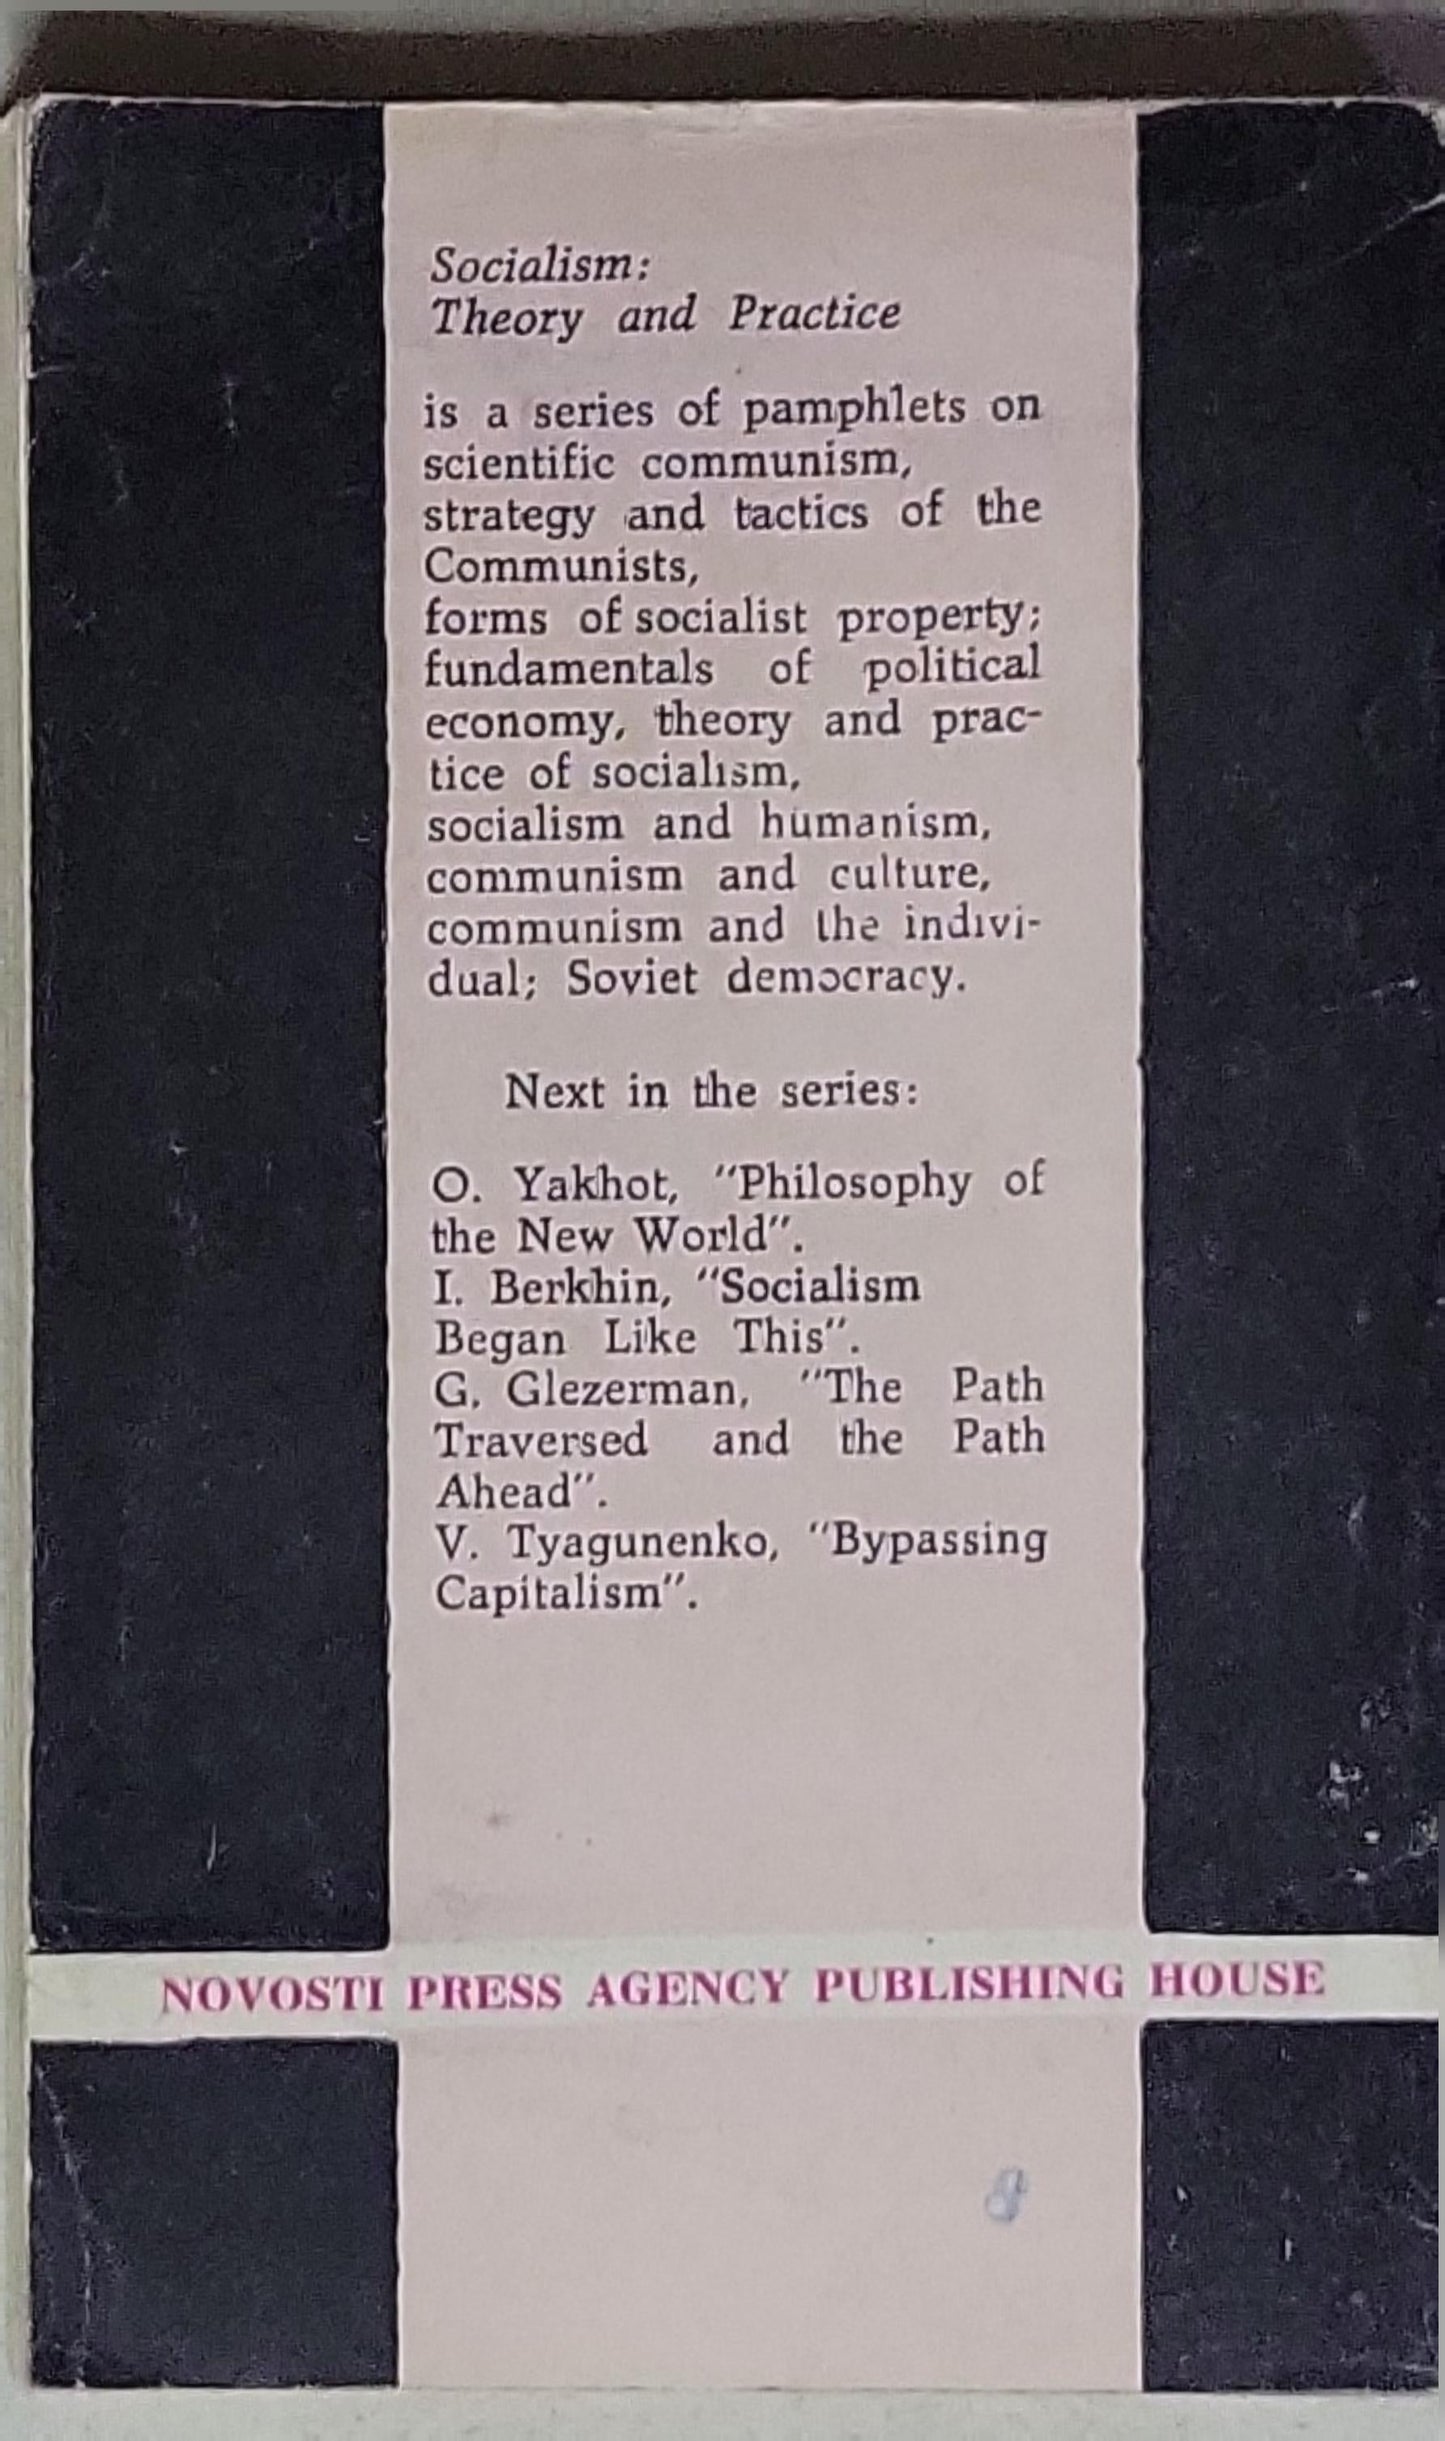 Socialism:
Theory and Practice
is a series of pamphlets on
scientific communism,
strategy and tactics of the
Communists,
forms of socialist property;
fundamentals of political
economy, theory and prac-
tice of socialism,
socialism and humanism,
communism and culture,
communism and the indivi-
dual; Soviet democracy.
Next in the series:
O. Yakhot, "Philosophy of
the New World".
I. Berkhin, "Socialism
Began Like This".
G. Glezerman, "The Path
Traversed and the Path
Ahead".
V. Tyagunenko, "Bypassing
Capitalism".
NOVOSTI PRESS AGENCY PUBLISHING HOUSE